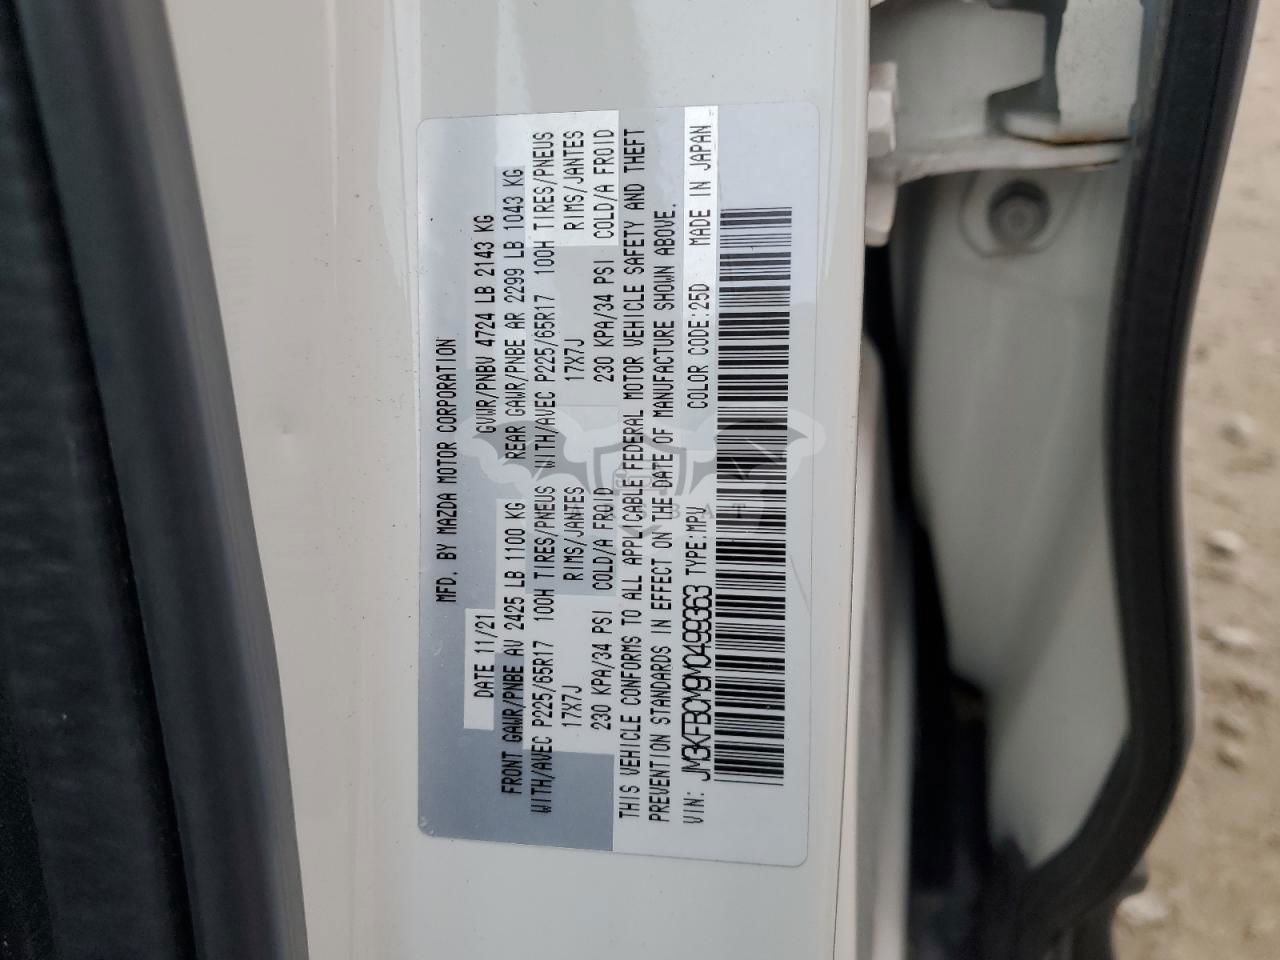 MFD. BY MAZDA MOTOR CORPORATION
DATE 11/21 GVWR/PNBV 4724 LB 2143 KG
FRONT GAWR/PNBE AV 2425 LB 1100 KG REAR GAWR/PNBE AR 2299 LB 1043 KG
WITH/AVEC P225/65R17 100H TIRES/PNEUS WITH/AVEC P225/65R17 100H TIRES/PNEUS
17X7J RIMS/JANTES 17X7J RIMS/JANTES
230 KPA/34 PSI COLD/A FROID 230 KPA/34 PSI COLD/A FROID
THIS VEHICLE CONFORMS TO ALL APPLICABLE FEDERAL MOTOR VEHICLE SAFETY AND THEFT
PREVENTION STANDARDS IN EFFECT ON THE DATE OF MANUFACTURE SHOWN ABOVE.
VIN: JM3KFBCM9M0499363 TYPE:MPV COLOR CODE:25D MADE IN JAPAN